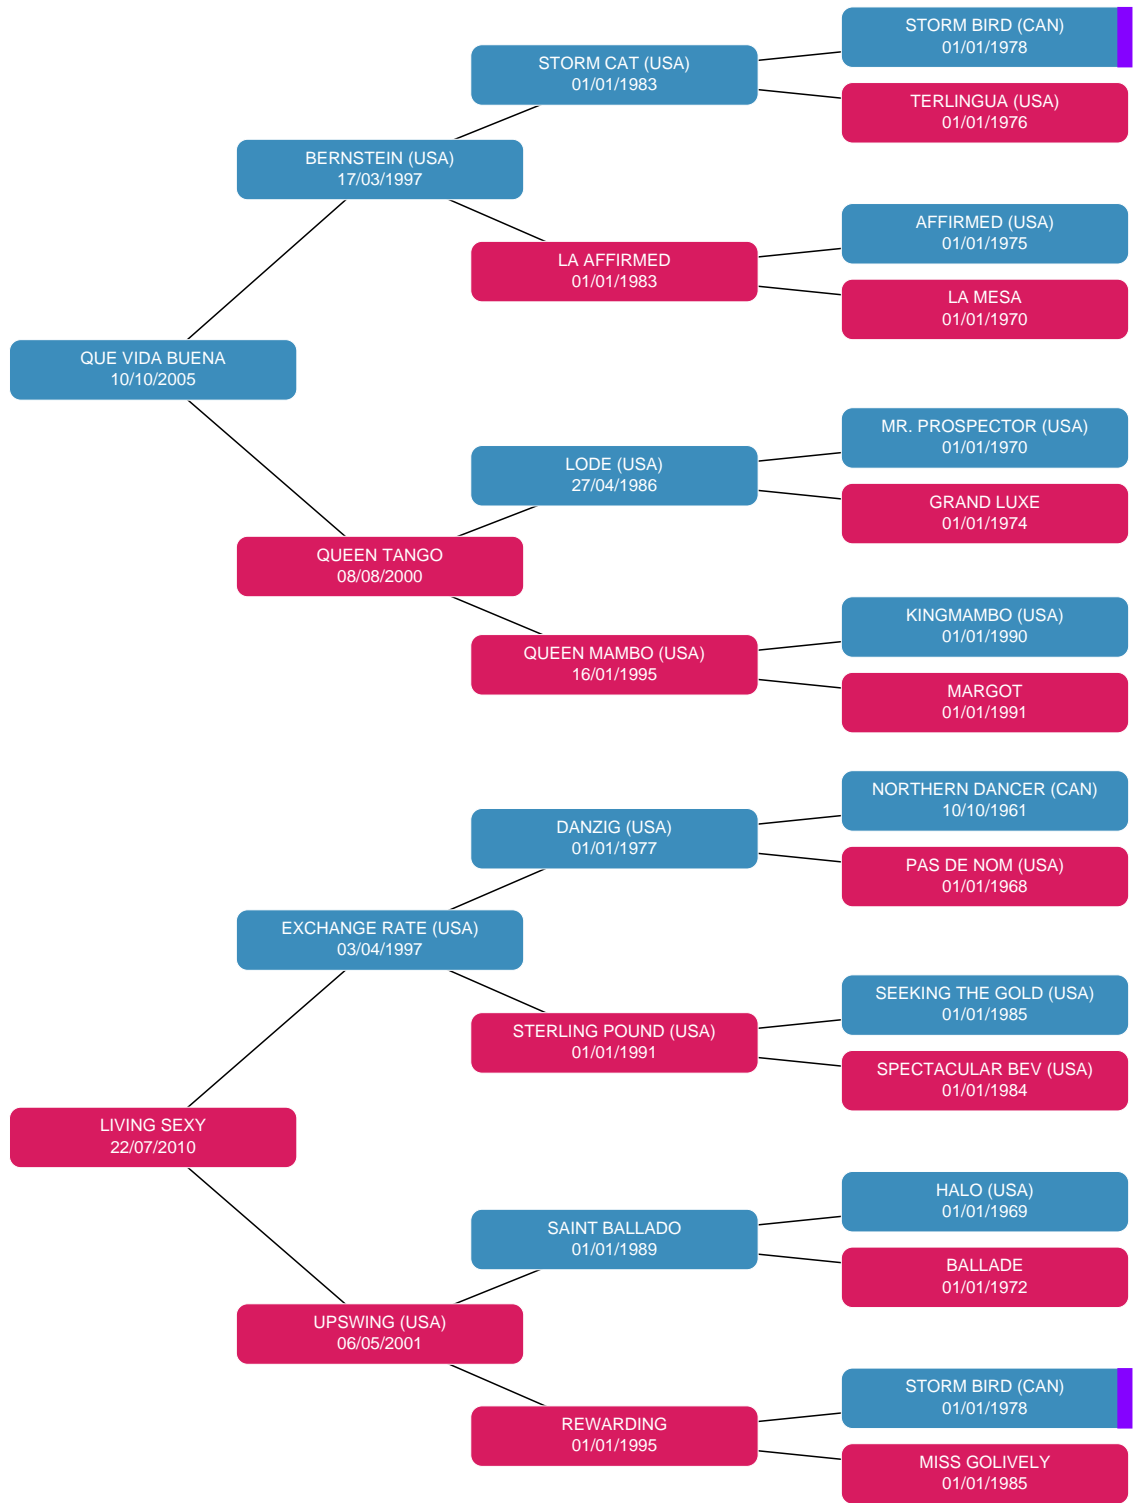 STORM BIRD (CAN)
01/01/1978
STORM CAT (USA)
01/01/1983
TERLINGUA (USA)
01/01/1976
BERNSTEIN (USA)
17/03/1997
AFFIRMED (USA)
01/01/1975
LA AFFIRMED
01/01/1983
LA MESA
01/01/1970
QUE VIDA BUENA
10/10/2005
MR. PROSPECTOR (USA)
01/01/1970
LODE (USA)
27/04/1986
GRAND LUXE
01/01/1974
QUEEN TANGO
08/08/2000
KINGMAMBO (USA)
01/01/1990
QUEEN MAMBO (USA)
16/01/1995
MARGOT
01/01/1991
NORTHERN DANCER (CAN)
10/10/1961
DANZIG (USA)
01/01/1977
PAS DE NOM (USA)
01/01/1968
EXCHANGE RATE (USA)
03/04/1997
SEEKING THE GOLD (USA)
01/01/1985
STERLING POUND (USA)
01/01/1991
SPECTACULAR BEV (USA)
01/01/1984
LIVING SEXY
22/07/2010
HALO (USA)
01/01/1969
SAINT BALLADO
01/01/1989
BALLADE
01/01/1972
UPSWING (USA)
06/05/2001
STORM BIRD (CAN)
01/01/1978
REWARDING
01/01/1995
MISS GOLIVELY
01/01/1985